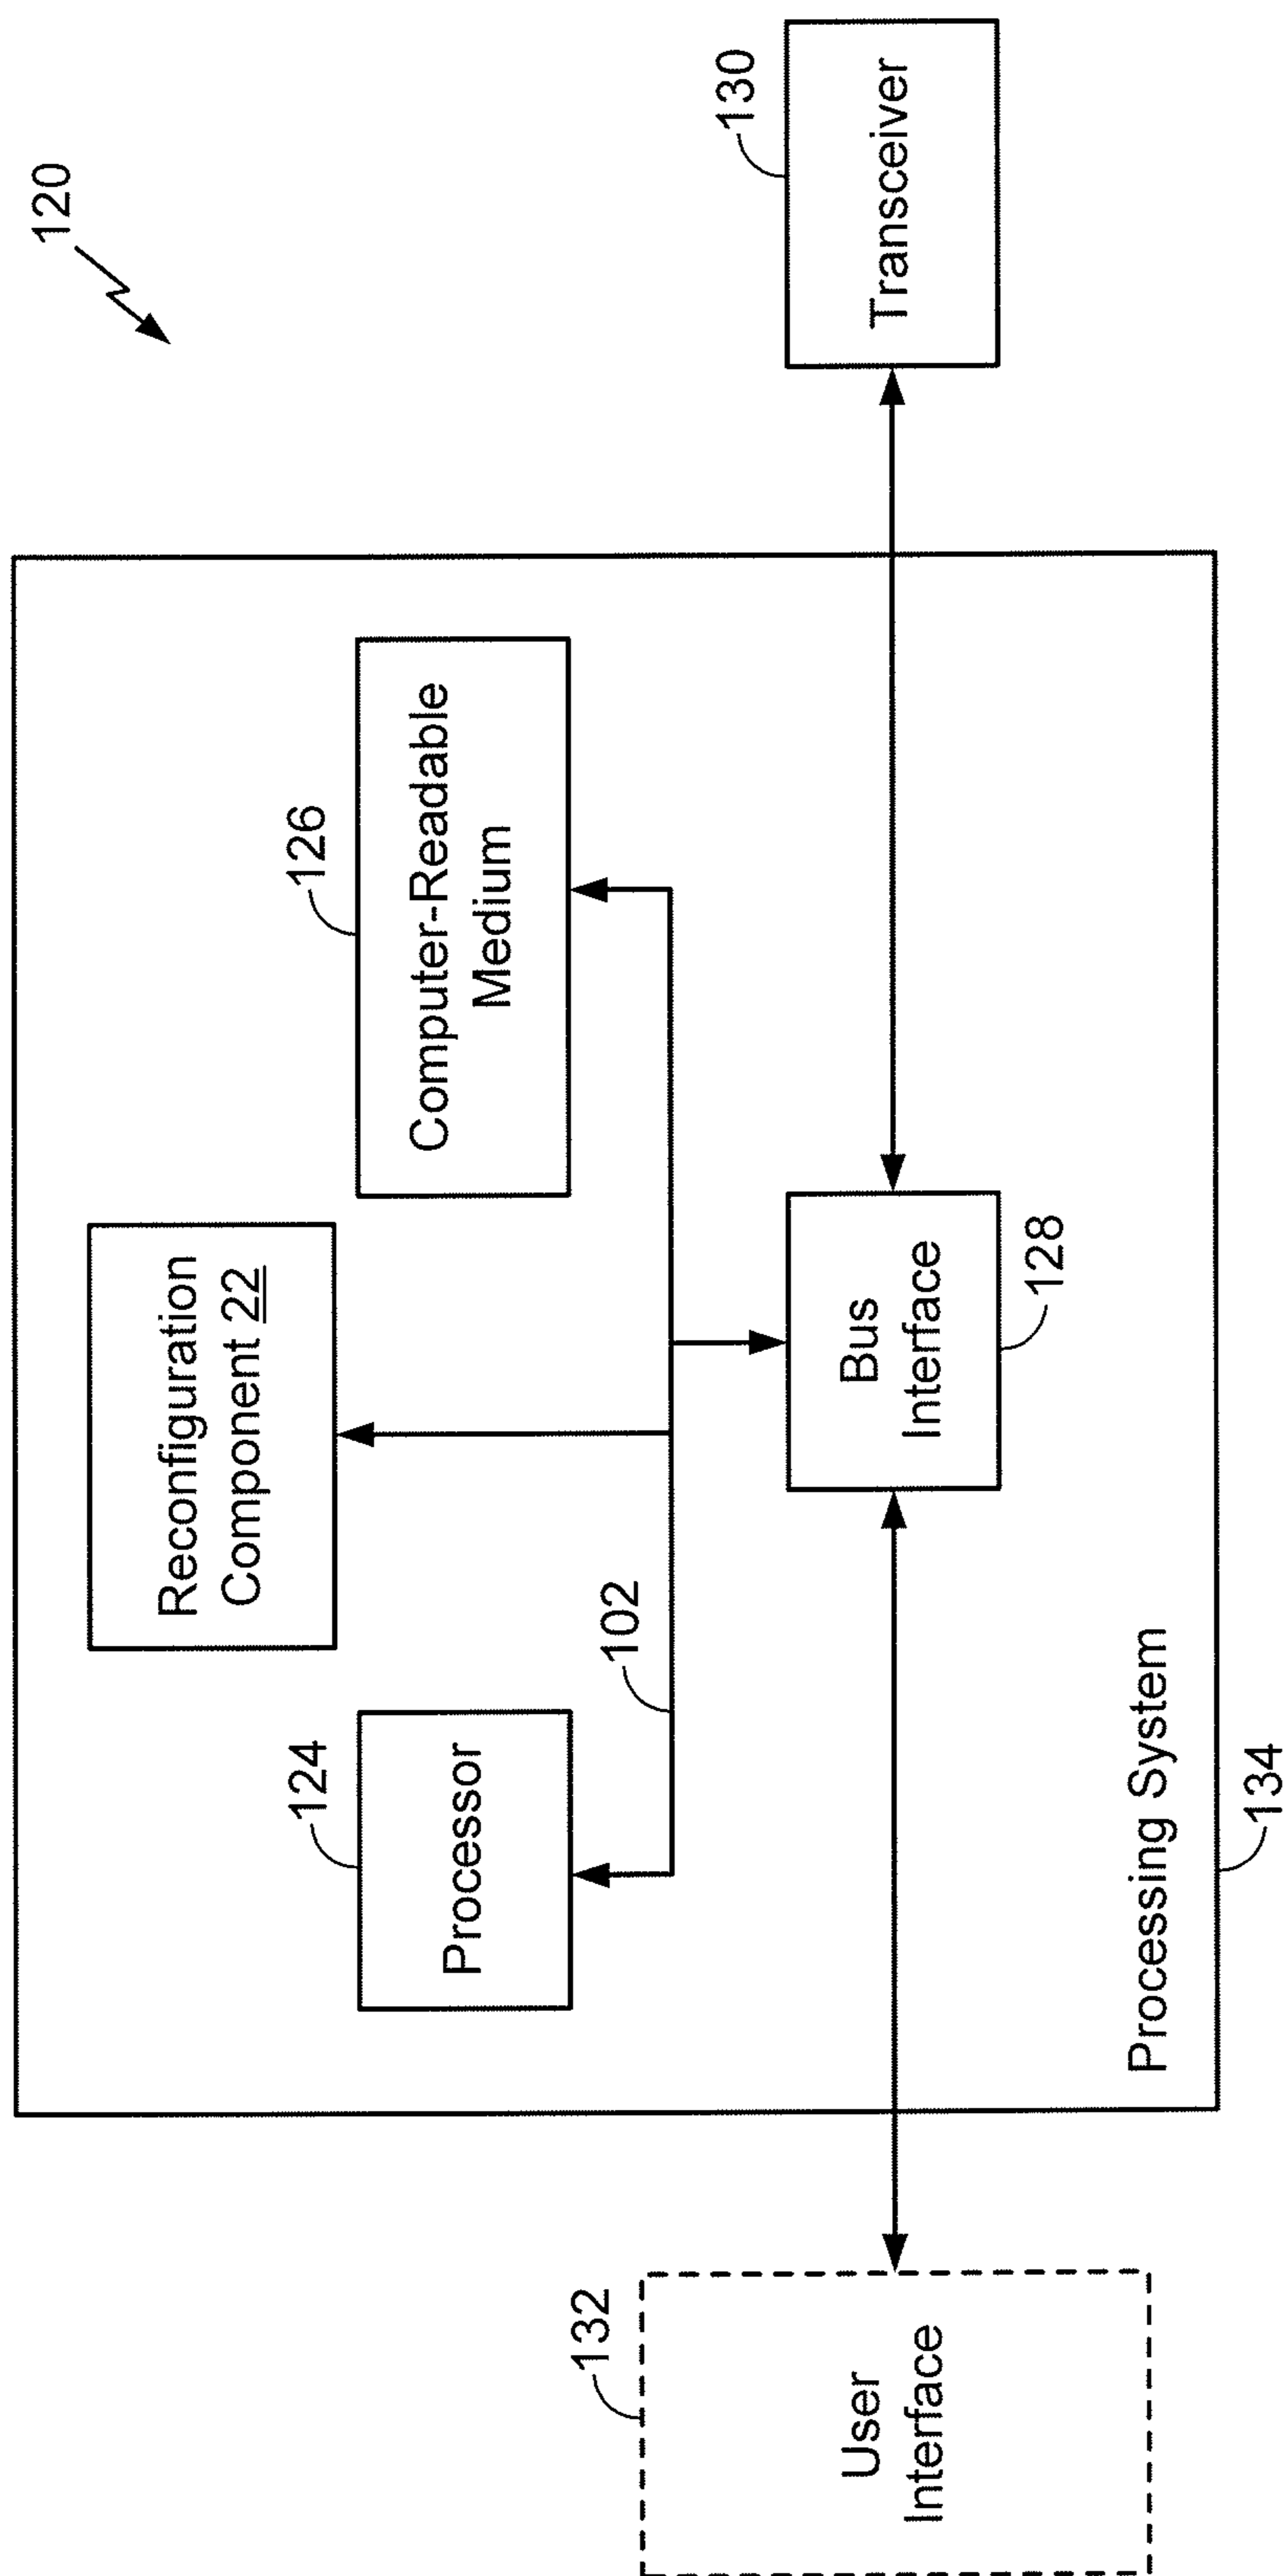 120
Reconfiguration
Component 22
124
Processor
126
Computer-Readable
Medium
102
132
User
Interface
Bus
Interface
128
130
Transceiver
Processing System
134